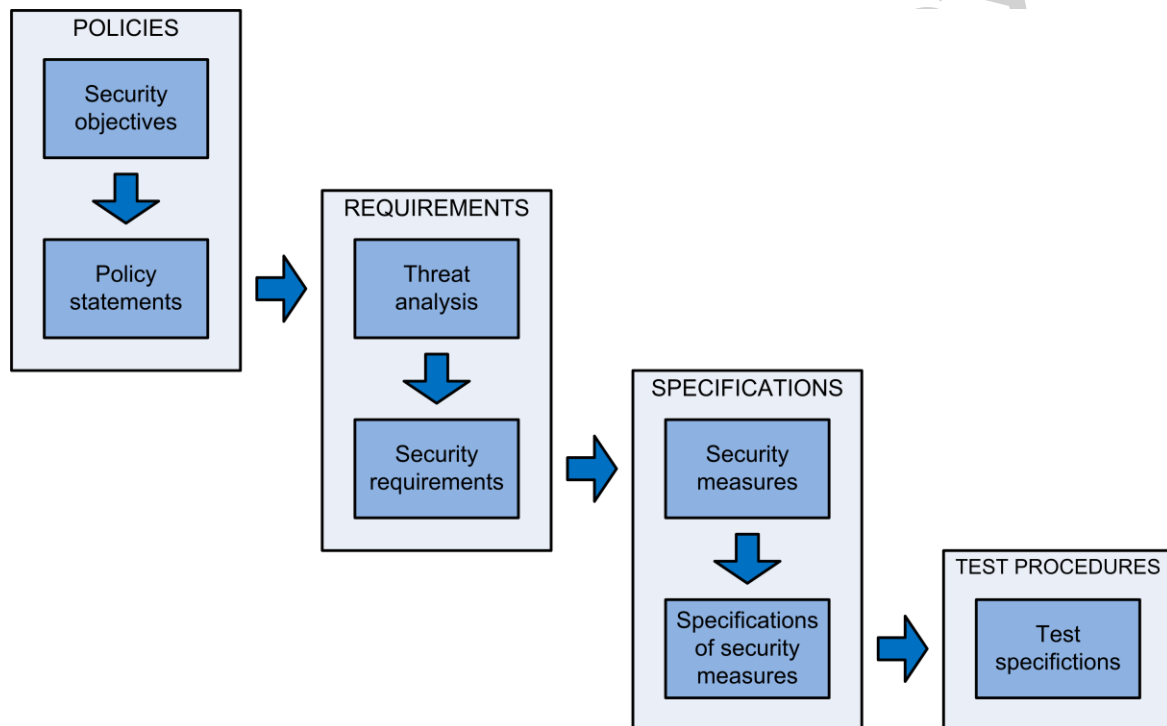 POLICIES
Security
objectives
Policy
statements
REQUIREMENTS
Threat
analysis
Security
requirements
SPECIFICATIONS
Security
measures
Specifications
of security
measures
TEST PROCEDURES
Test
specifictions